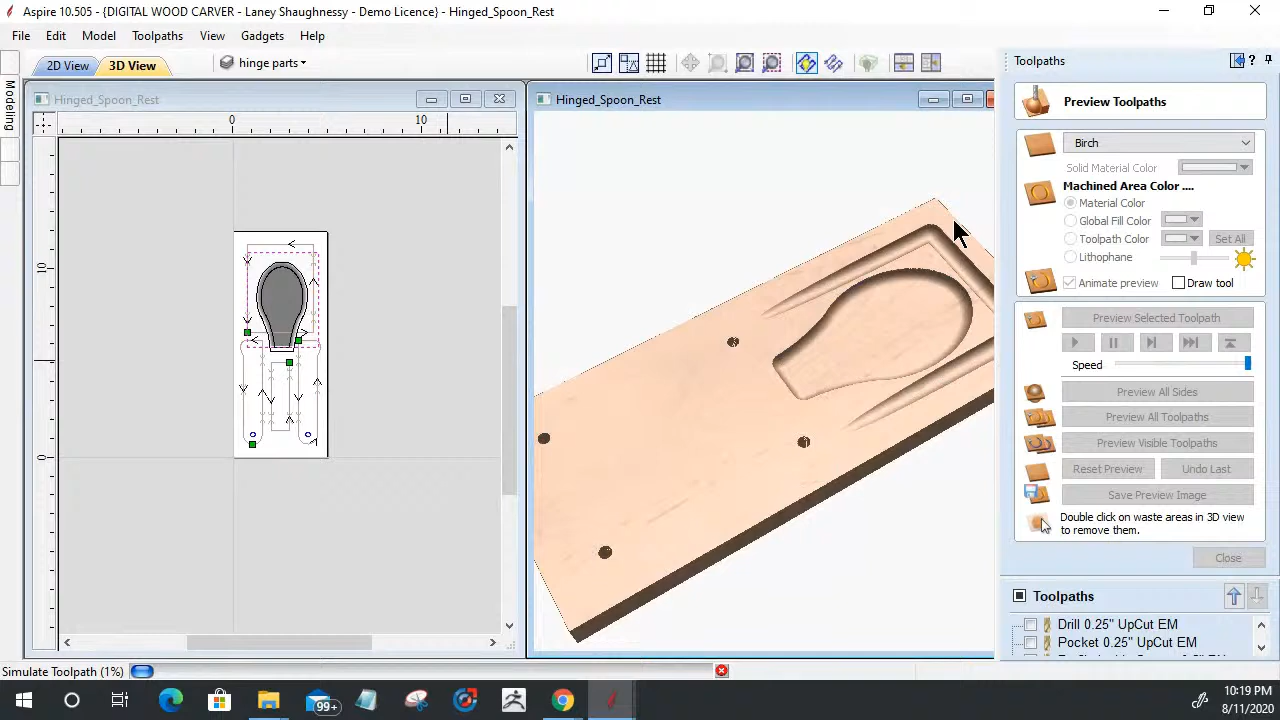 Aspire 10.505 - {DIGITAL WOOD CARVER - Laney Shaughnessy - Demo Licence} - Hinged_Spoon_Rest
File Edit Model Toolpaths View Gadgets Help
2D View 3D View hinge parts
Modeling
Hinged_Spoon_Rest
0 10
10
0
Hinged_Spoon_Rest
Toolpaths ?
Preview Toolpaths
Birch
Solid Material Color
Machined Area Color ....
Material Color
Global Fill Color
Toolpath Color Set All
Lithophane
Animate preview Draw tool
Preview Selected Toolpath
Speed
Preview All Sides
Preview All Toolpaths
Preview Visible Toolpaths
Reset Preview Undo Last
Save Preview Image
Double click on waste areas in 3D view
to remove them.
Close
Toolpaths
Drill 0.25" UpCut EM
Pocket 0.25" UpCut EM
Simulate Toolpath (1%)
99+
10:19 PM
8/11/2020